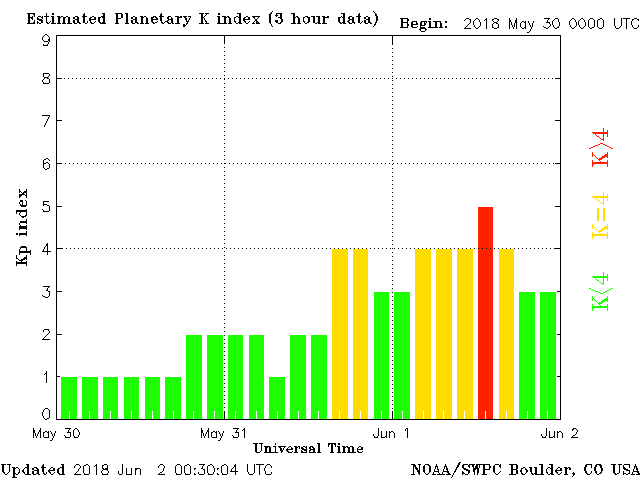 Estimated Planetary K index (3 hour data) Begin: 2018 May 30 0000 UTC
9
8
7
6
5
4
3
2
1
0
Kp index
May 30 May 31 Jun 1 Jun 2
Universal Time
K>4
K=4
K<4
Updated 2018 Jun 2 00:30:04 UTC NOAA/SWPC Boulder, CO USA